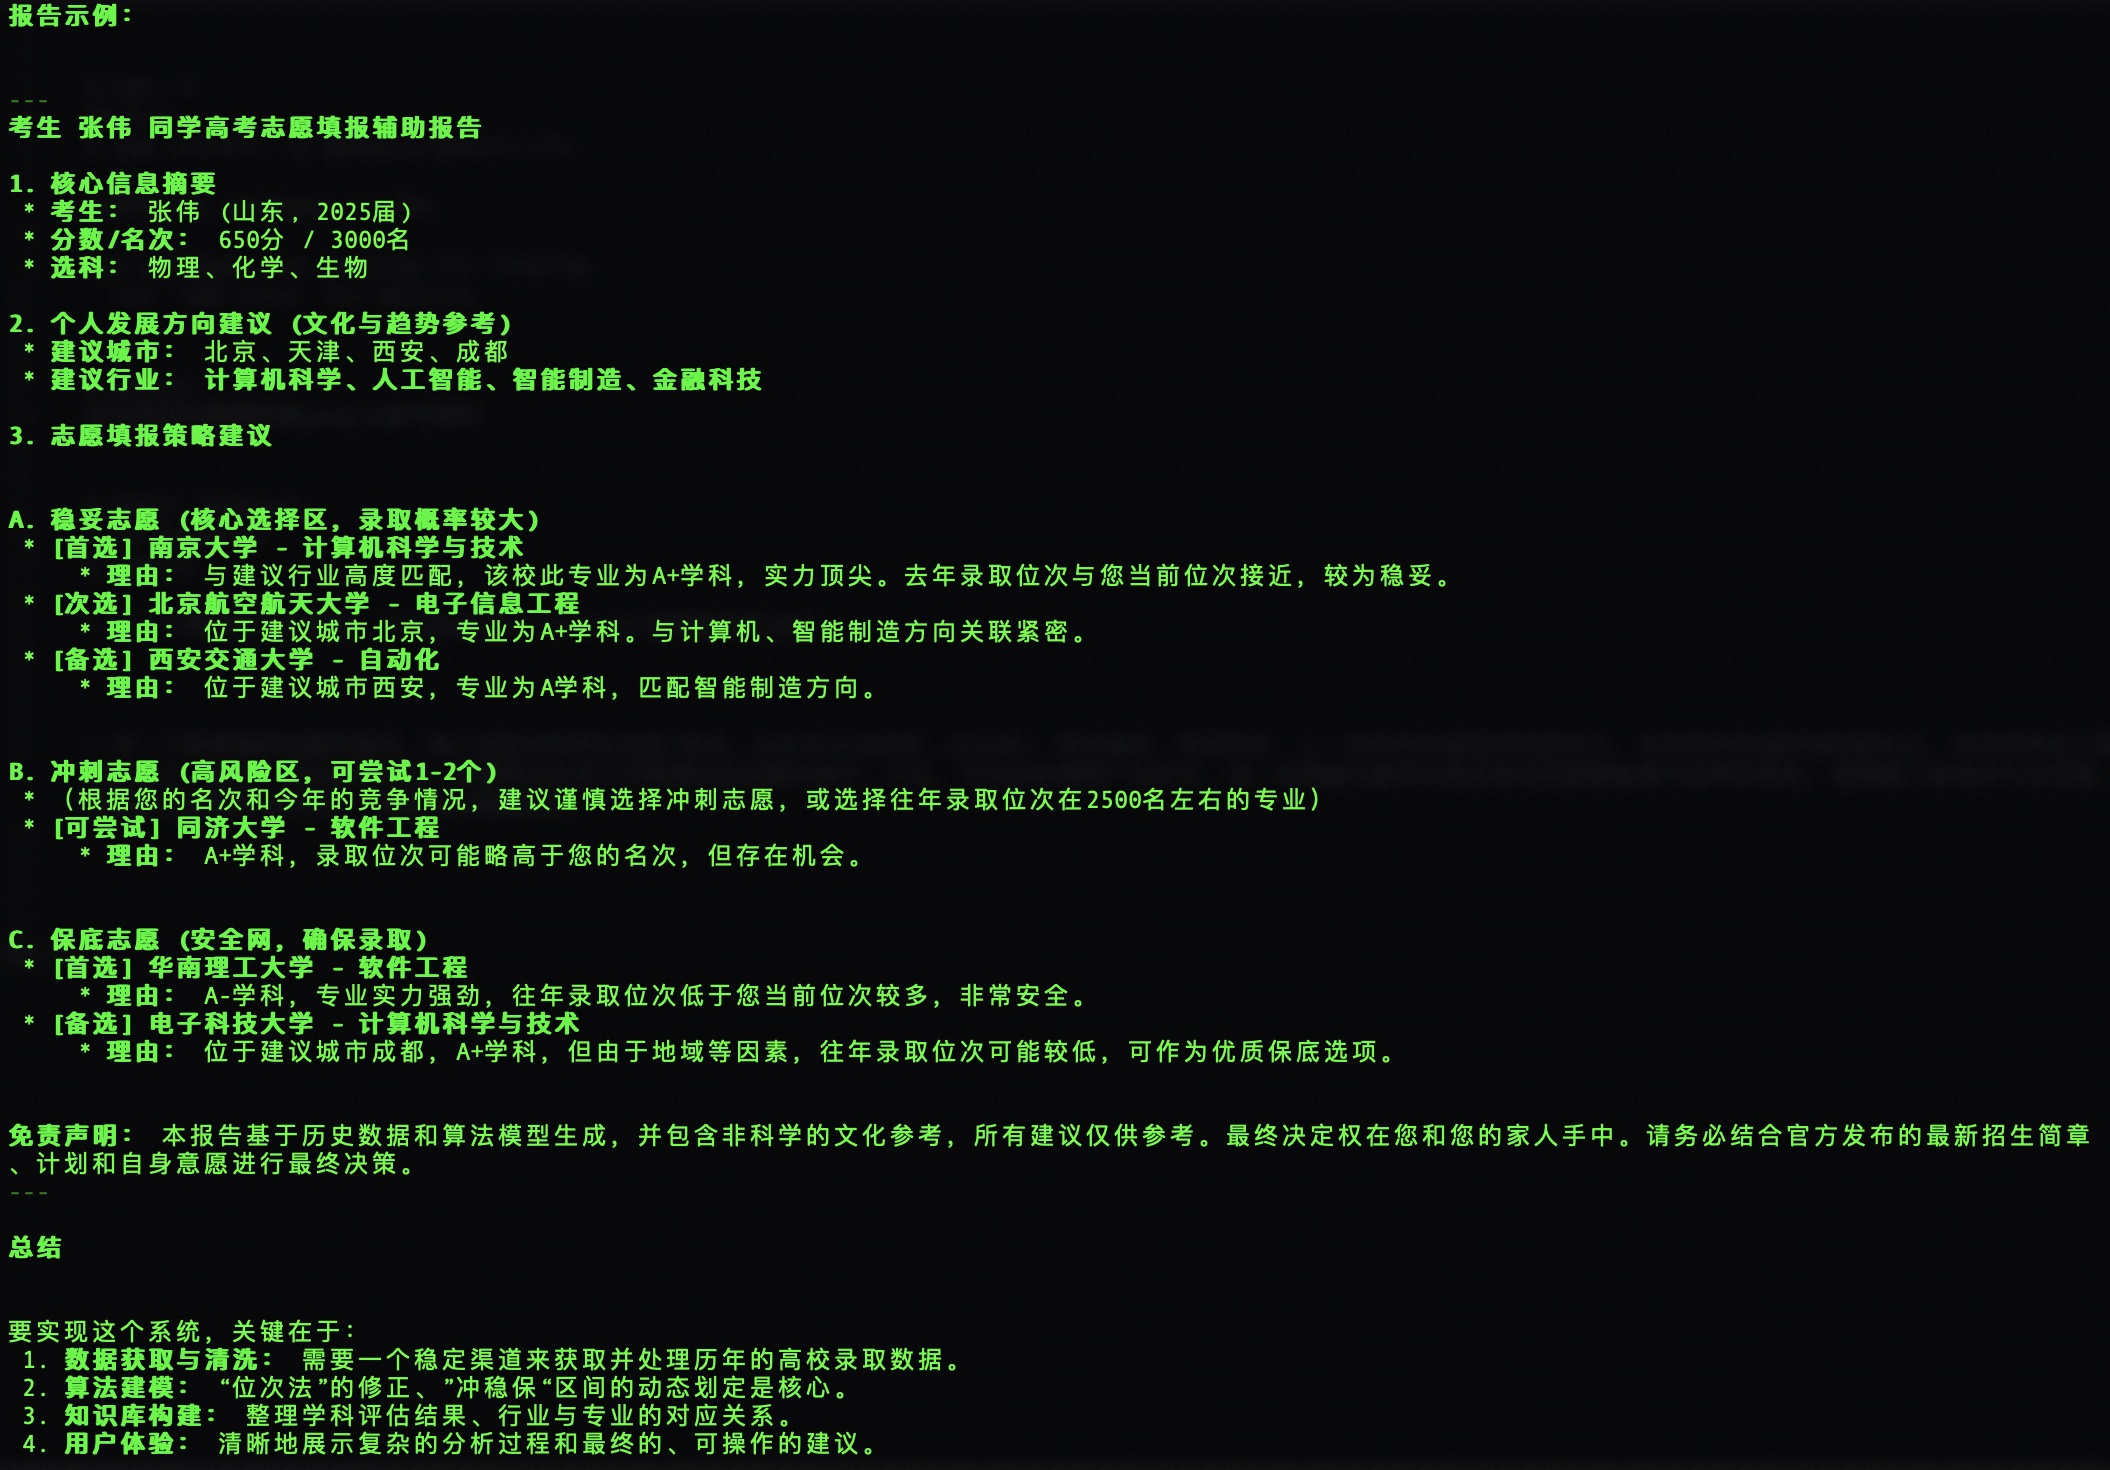 报告示例：
---
考生 张伟 同学高考志愿填报辅助报告
1. 核心信息摘要
* 考生： 张伟 (山东, 2025届)
* 分数/名次： 650分 / 3000名
* 选科： 物理、化学、生物
2. 个人发展方向建议 (文化与趋势参考)
* 建议城市： 北京、天津、西安、成都
* 建议行业： 计算机科学、人工智能、智能制造、金融科技
3. 志愿填报策略建议
A. 稳妥志愿 (核心选择区，录取概率较大)
* [首选] 南京大学 - 计算机科学与技术
* 理由： 与建议行业高度匹配，该校此专业为A+学科，实力顶尖。去年录取位次与您当前位次接近，较为稳妥。
* [次选] 北京航空航天大学 - 电子信息工程
* 理由： 位于建议城市北京，专业为A+学科。与计算机、智能制造方向关联紧密。
* [备选] 西安交通大学 - 自动化
* 理由： 位于建议城市西安，专业为A学科，匹配智能制造方向。
B. 冲刺志愿 (高风险区，可尝试1-2个)
* （根据您的名次和今年的竞争情况，建议谨慎选择冲刺志愿，或选择往年录取位次在2500名左右的专业）
* [可尝试] 同济大学 - 软件工程
* 理由： A+学科，录取位次可能略高于您的名次，但存在机会。
C. 保底志愿 (安全网，确保录取)
* [首选] 华南理工大学 - 软件工程
* 理由： A-学科，专业实力强劲，往年录取位次低于您当前位次较多，非常安全。
* [备选] 电子科技大学 - 计算机科学与技术
* 理由： 位于建议城市成都，A+学科，但由于地域等因素，往年录取位次可能较低，可作为优质保底选项。
免责声明： 本报告基于历史数据和算法模型生成，并包含非科学的文化参考，所有建议仅供参考。最终决定权在您和您的家人手中。请务必结合官方发布的最新招生简章
、计划和自身意愿进行最终决策。
---
总结
要实现这个系统，关键在于：
1. 数据获取与清洗： 需要一个稳定渠道来获取并处理历年的高校录取数据。
2. 算法建模： “位次法”的修正、”冲稳保“区间的动态划定是核心。
3. 知识库构建： 整理学科评估结果、行业与专业的对应关系。
4. 用户体验： 清晰地展示复杂的分析过程和最终的、可操作的建议。